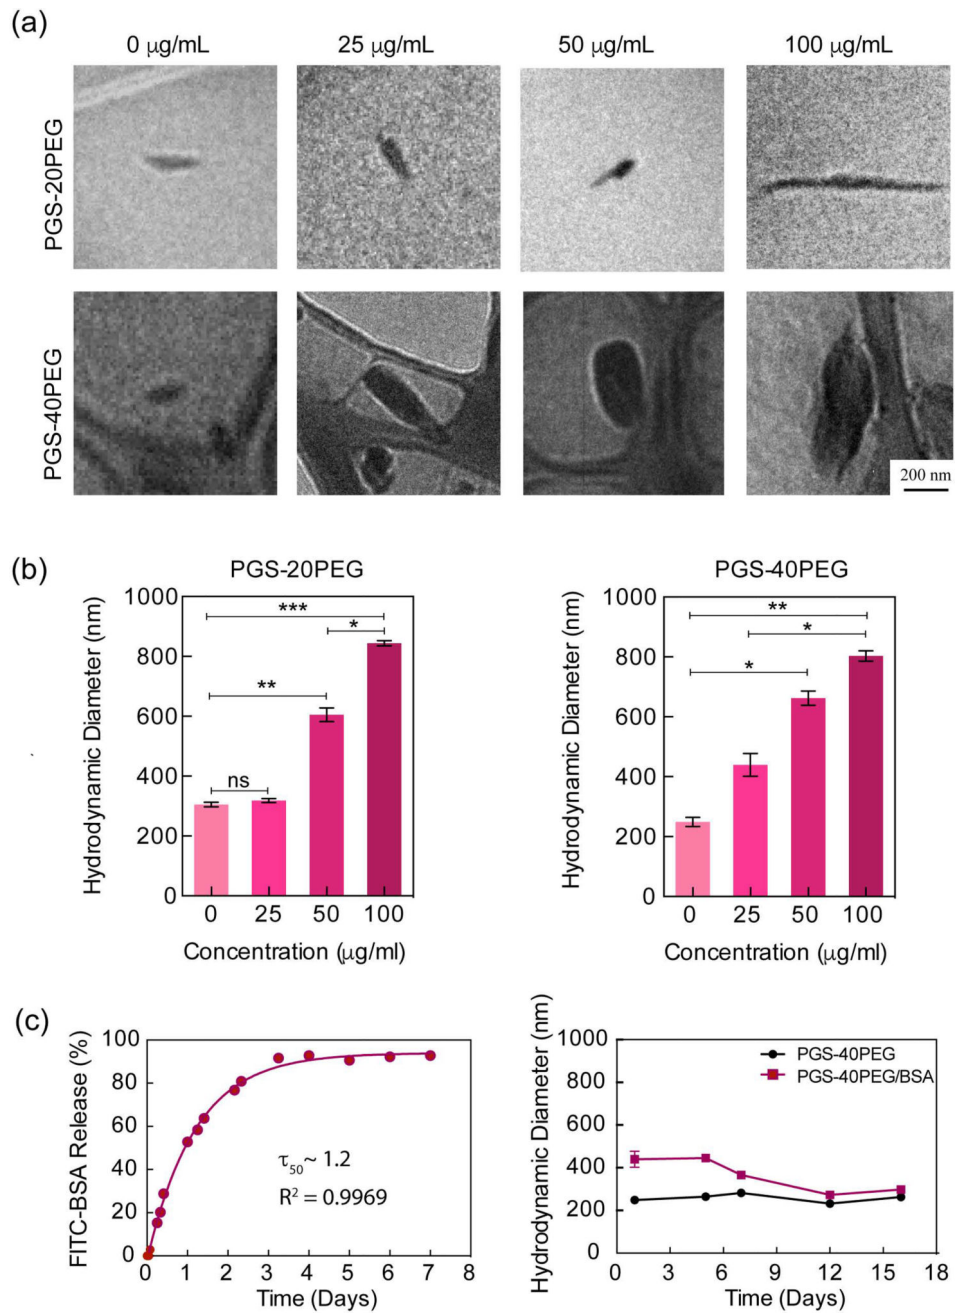 (a)
0 μg/mL 25 μg/mL 50 μg/mL 100 μg/mL
PGS-20PEG
PGS-40PEG
200 nm
(b)
PGS-20PEG
Hydrodynamic Diameter (nm)
1000
800
600
400
200
0
***
*
**
ns
0 25 50 100
Concentration (μg/ml)
PGS-40PEG
Hydrodynamic Diameter (nm)
1000
800
600
400
200
0
**
*
*
0 25 50 100
Concentration (μg/ml)
(c)
FITC-BSA Release (%)
100
80
60
40
20
0
τ50~ 1.2
R² = 0.9969
0 1 2 3 4 5 6 7 8
Time (Days)
Hydrodynamic Diameter (nm)
1000
800
600
400
200
0
PGS-40PEG
PGS-40PEG/BSA
0 3 6 9 12 15 18
Time (Days)